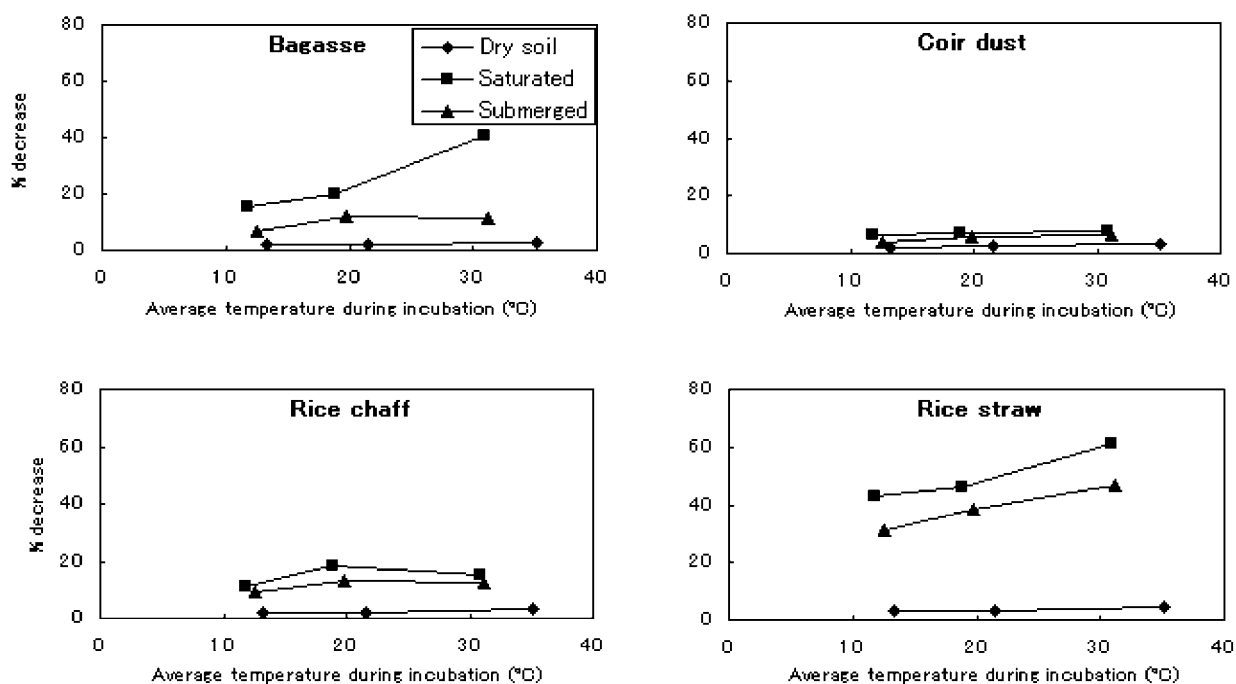 Bagasse
Dry soil
Saturated
Submerged
80
60
40
20
0
% decrease
0 10 20 30 40
Average temperature during incubation (°C)
Coir dust
80
60
40
20
0
0 10 20 30 40
Average temperature during incubation (°C)
Rice chaff
80
60
40
20
0
% decrease
0 10 20 30 40
Average temperature during incubation (°C)
Rice straw
80
60
40
20
0
0 10 20 30 40
Average temperature during incubation (°C)